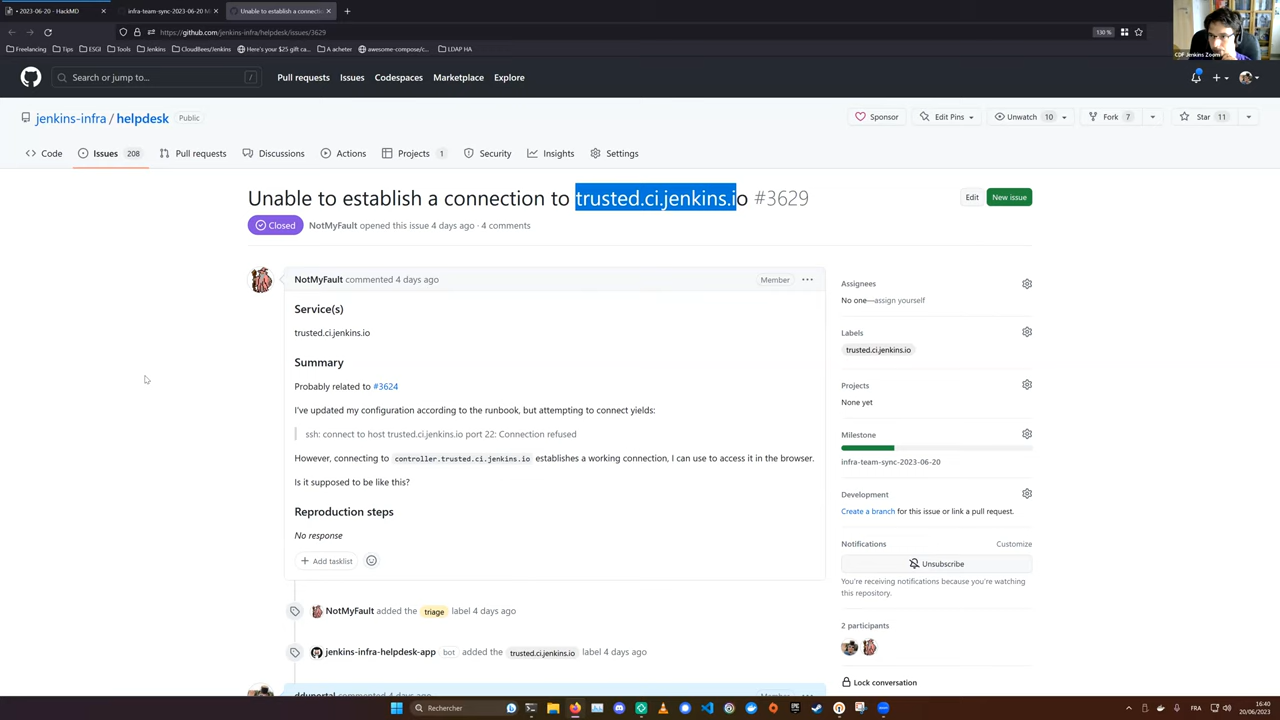 • 2023-06-20 - HackMD
infra-team-sync-2023-06-20 M
Unable to establish a connecti
https://github.com/jenkins-infra/helpdesk/issues/3629
130 %
Freelancing
Tips
ESGI
Tools
Jenkins
CloudBees/Jenkins
Here's your $25 gift ca...
A acheter
awesome-compose/c...
LDAP HA
CDF Jenkins Zoom
Search or jump to...
/
Pull requests
Issues
Codespaces
Marketplace
Explore
jenkins-infra / helpdesk
Public
Sponsor
Edit Pins
Unwatch 10
Fork 7
Star 11
Code
Issues 208
Pull requests
Discussions
Actions
Projects 1
Security
Insights
Settings
Unable to establish a connection to trusted.ci.jenkins.io #3629
Edit
New issue
Closed
NotMyFault opened this issue 4 days ago · 4 comments
NotMyFault commented 4 days ago
Member
Service(s)
trusted.ci.jenkins.io
Summary
Probably related to #3624
I've updated my configuration according to the runbook, but attempting to connect yields:
ssh: connect to host trusted.ci.jenkins.io port 22: Connection refused
However, connecting to controller.trusted.ci.jenkins.io establishes a working connection, I can use to access it in the browser.
Is it supposed to be like this?
Reproduction steps
No response
Add tasklist
NotMyFault added the triage label 4 days ago
jenkins-infra-helpdesk-app bot added the trusted.ci.jenkins.io label 4 days ago
dduportal commented 4 days ago
Member
Assignees
No one—assign yourself
Labels
trusted.ci.jenkins.io
Projects
None yet
Milestone
infra-team-sync-2023-06-20
Development
Create a branch for this issue or link a pull request.
Notifications
Customize
Unsubscribe
You're receiving notifications because you're watching
this repository.
2 participants
Lock conversation
Rechercher
FRA
16:40
20/06/2023